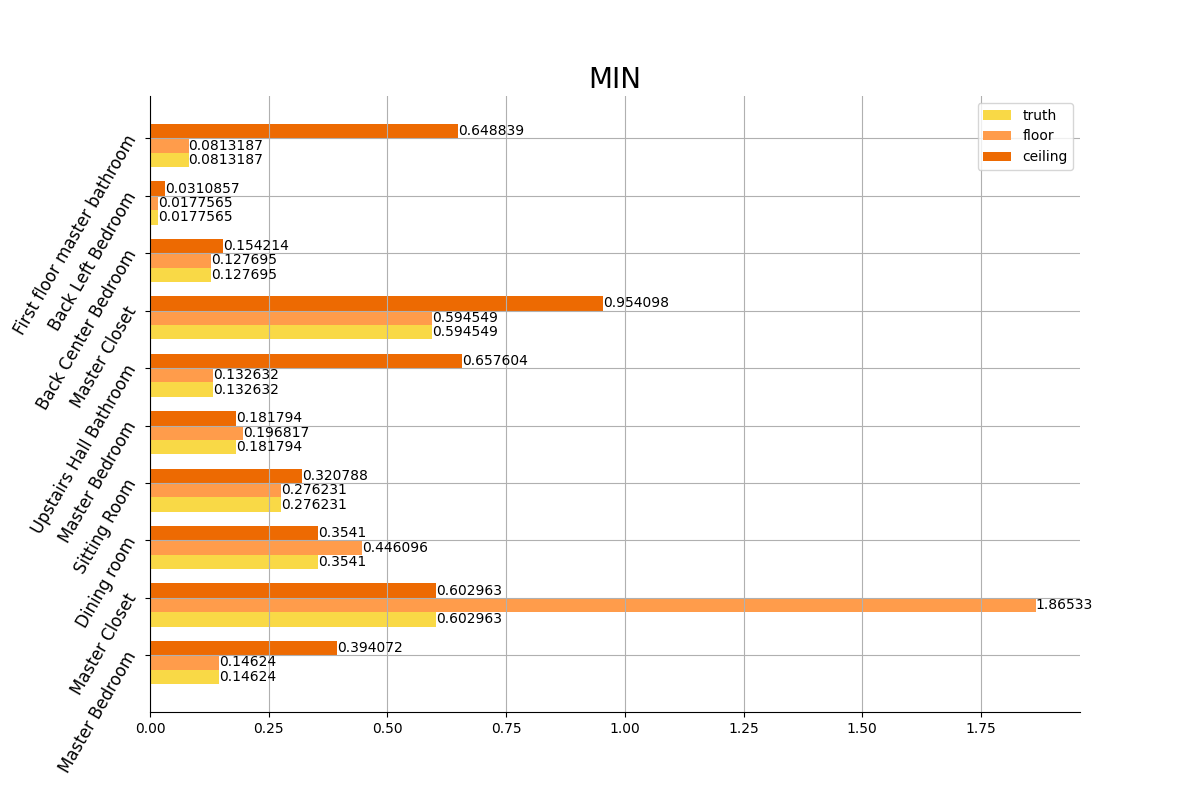 MIN
truth
floor
ceiling
First floor master bathroom
0.648839
0.0813187
0.0813187
Back Left Bedroom
0.0310857
0.0177565
0.0177565
Back Center Bedroom
0.154214
0.127695
0.127695
Master Closet
0.954098
0.594549
0.594549
Upstairs Hall Bathroom
0.657604
0.132632
0.132632
Master Bedroom
0.181794
0.196817
0.181794
Sitting Room
0.320788
0.276231
0.276231
Dining room
0.3541
0.446096
0.3541
Master Closet
0.602963
1.86533
0.602963
Master Bedroom
0.394072
0.14624
0.14624
0.00 0.25 0.50 0.75 1.00 1.25 1.50 1.75